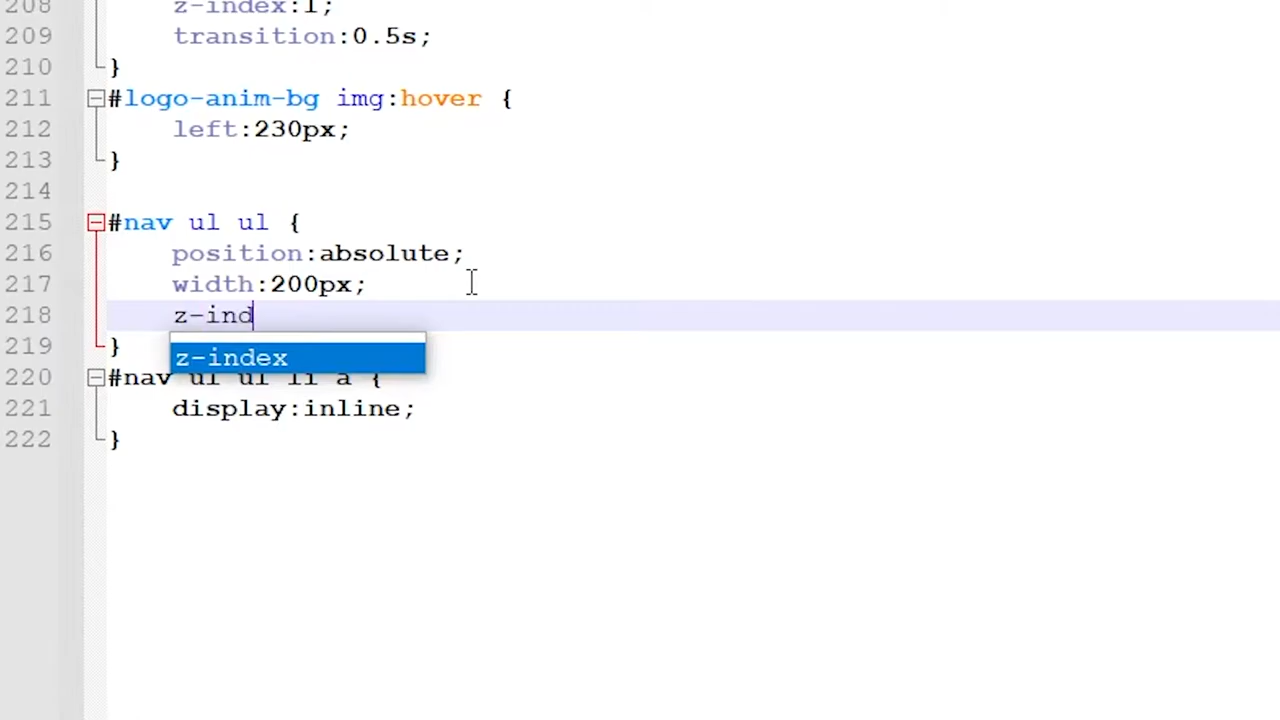 208 z-index:1;
209 transition:0.5s;
210 }
211 #logo-anim-bg img:hover {
212 left:230px;
213 }
214
215 #nav ul ul {
216 position:absolute;
217 width:200px;
218 z-ind
219 }
z-index
220 #nav ul ul li a {
221 display:inline;
222 }